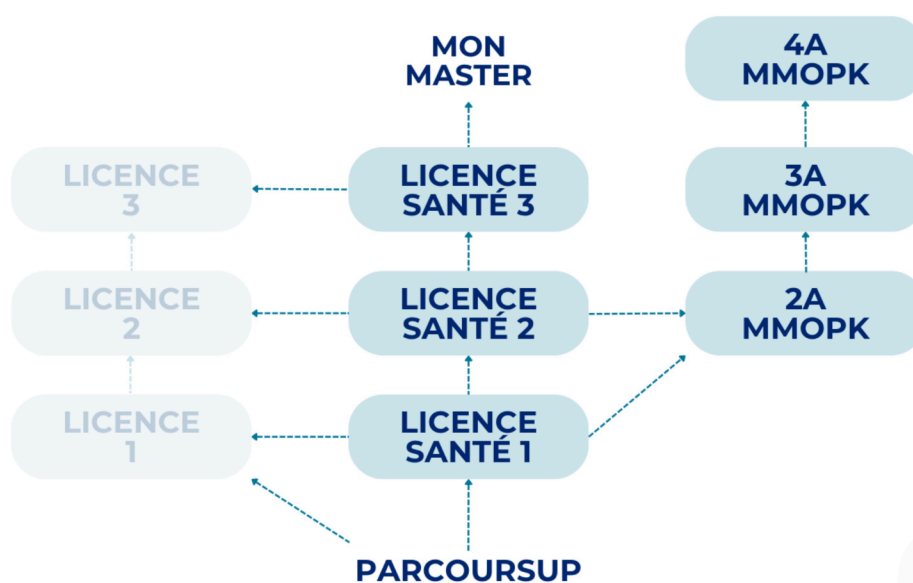 MON
MASTER
4A
MMOPK
LICENCE
3
LICENCE
SANTÉ 3
3A
MMOPK
LICENCE
2
LICENCE
SANTÉ 2
2A
MMOPK
LICENCE
1
LICENCE
SANTÉ 1
PARCOURSUP